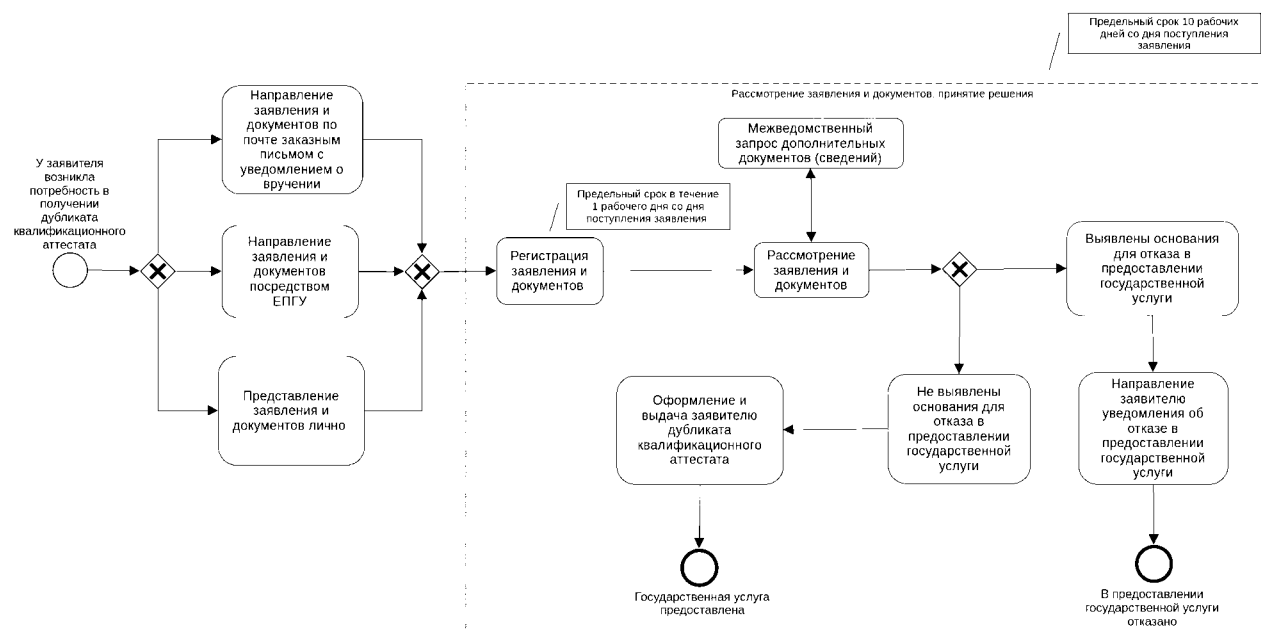 Предельный срок 10 рабочих
дней со дня поступления
заявления
Рассмотрение заявления и документов. принятие решения
Направление
заявления и
документов по
почте заказным
письмом с
уведомлением о
вручении
Межведомственный
запрос дополнительных
документов (сведений)
У заявителя
возникла
потребность в
получении
дубликата
квалификационного
аттестата
Предельный срок в течение
1 рабочего дня со дня
поступления заявления
Направление
заявления и
документов
посредством
ЕПГУ
Регистрация
заявления и
документов
Рассмотрение
заявления и
документов
Выявлены основания
для отказа в
предоставлении
государственной
услуги
Представление
заявления и
документов лично
Оформление и
выдача заявителю
дубликата
квалификационного
аттестата
Не выявлены
основания для
отказа в
предоставлении
государственной
услуги
Направление
заявителю
уведомления об
отказе в
предоставлении
государственной
услуги
Государственная услуга
предоставлена
В предоставлении
государственной услуги
отказано